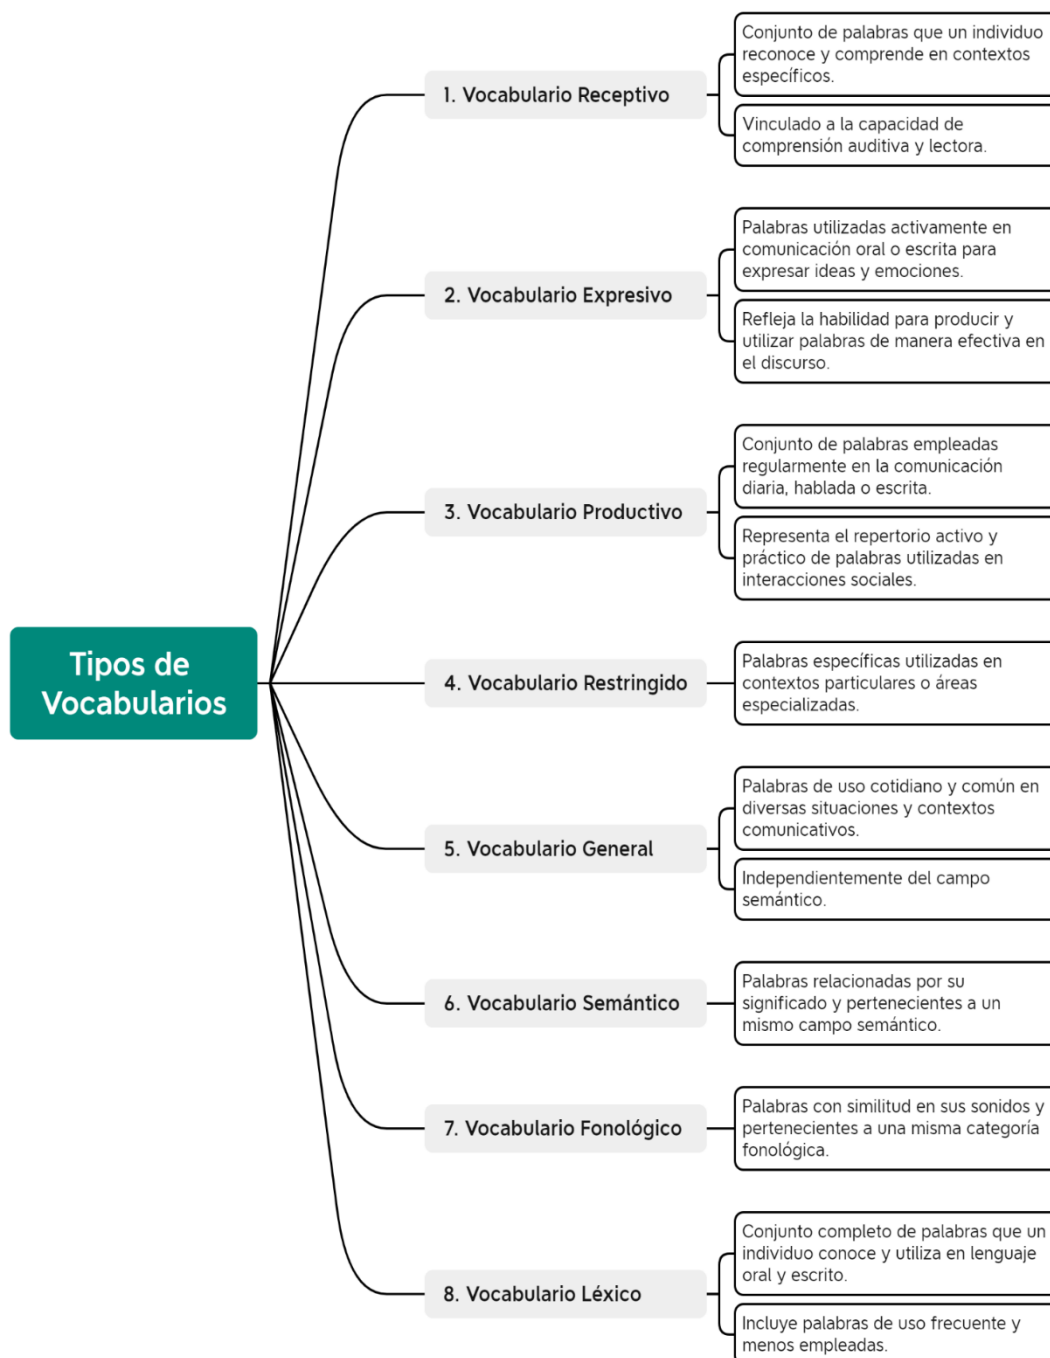 Tipos de
Vocabularios
1. Vocabulario Receptivo
Conjunto de palabras que un individuo
reconoce y comprende en contextos
específicos.
Vinculado a la capacidad de
comprensión auditiva y lectora.
2. Vocabulario Expresivo
Palabras utilizadas activamente en
comunicación oral o escrita para
expresar ideas y emociones.
Refleja la habilidad para producir y
utilizar palabras de manera efectiva en
el discurso.
3. Vocabulario Productivo
Conjunto de palabras empleadas
regularmente en la comunicación
diaria, hablada o escrita.
Representa el repertorio activo y
práctico de palabras utilizadas en
interacciones sociales.
4. Vocabulario Restringido
Palabras específicas utilizadas en
contextos particulares o áreas
especializadas.
5. Vocabulario General
Palabras de uso cotidiano y común en
diversas situaciones y contextos
comunicativos.
Independientemente del campo
semántico.
6. Vocabulario Semántico
Palabras relacionadas por su
significado y pertenecientes a un
mismo campo semántico.
7. Vocabulario Fonológico
Palabras con similitud en sus sonidos y
pertenecientes a una misma categoría
fonológica.
8. Vocabulario Léxico
Conjunto completo de palabras que un
individuo conoce y utiliza en lenguaje
oral y escrito.
Incluye palabras de uso frecuente y
menos empleadas.